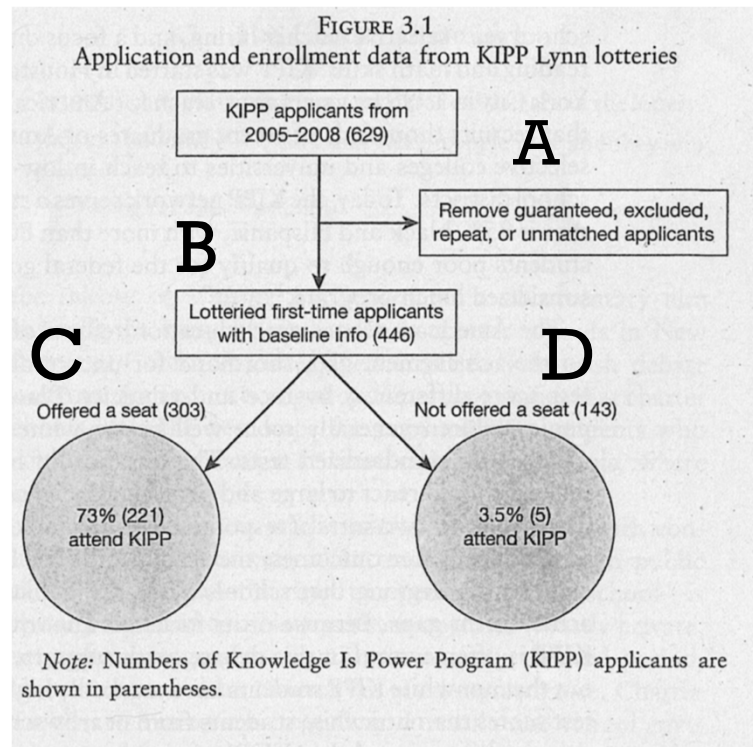 FIGURE 3.1
Application and enrollment data from KIPP Lynn lotteries
KIPP applicants from
2005–2008 (629)
A
Remove guaranteed, excluded,
repeat, or unmatched applicants
B
Lotteried first-time applicants
with baseline info (446)
C
D
Offered a seat (303)
Not offered a seat (143)
73% (221)
attend KIPP
3.5% (5)
attend KIPP
Note: Numbers of Knowledge Is Power Program (KIPP) applicants are
shown in parentheses.